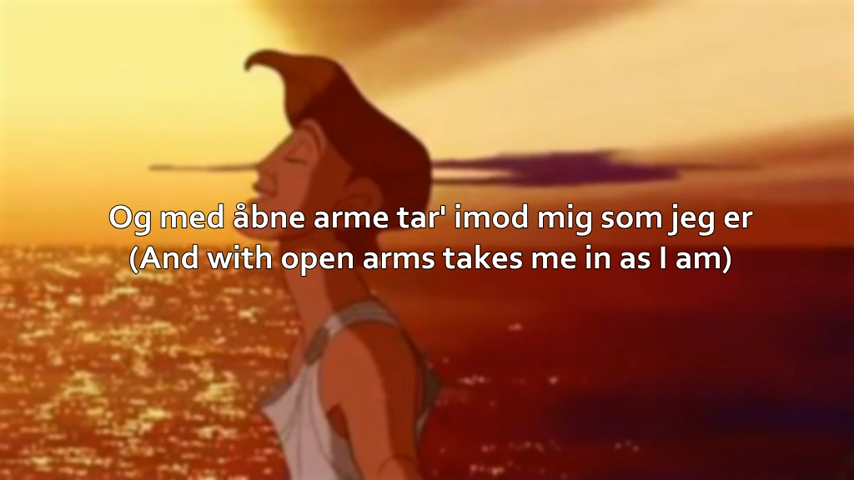 Og med åbne arme tar' imod mig som jeg er
(And with open arms takes me in as I am)